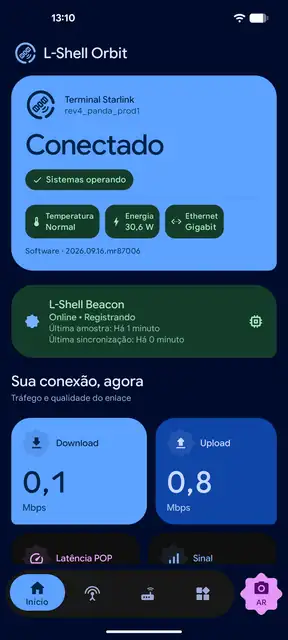 13:10
L-Shell Orbit
Terminal Starlink
rev4_panda_prod1
Conectado
Sistemas operando
Temperatura
Normal
Energia
30,6 W
Ethernet
Gigabit
Software · 2026.09.16.mr87006
L-Shell Beacon
Online • Registrando
Última amostra: Há 1 minuto
Última sincronização: Há 0 minuto
Sua conexão, agora
Tráfego e qualidade do enlace
Download
0,1
Mbps
Upload
0,8
Mbps
Latência POP
Sinal
Início
AR